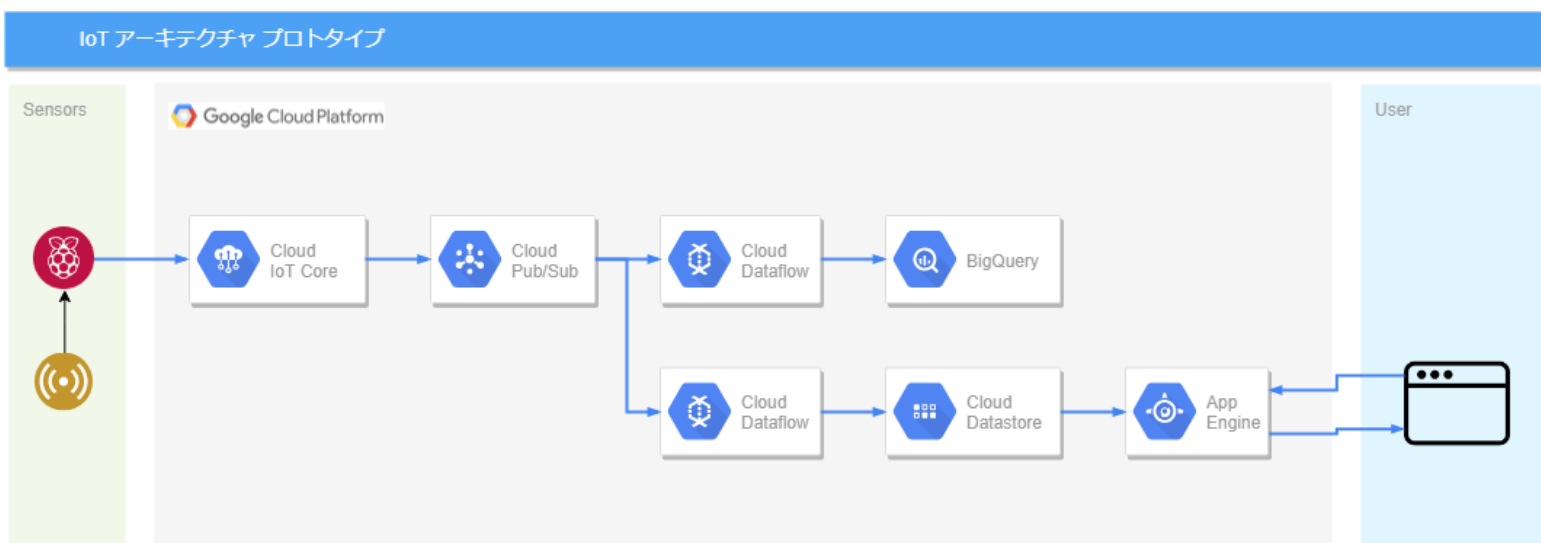 IoT アーキテクチャ プロトタイプ
Sensors
Google Cloud Platform
User
Cloud
IoT Core
Cloud
Pub/Sub
Cloud
Dataflow
BigQuery
Cloud
Dataflow
Cloud
Datastore
App
Engine